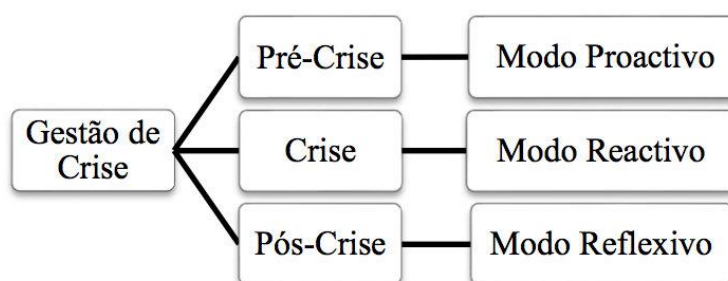 Pré-Crise
Modo Proactivo
Gestão de
Crise
Crise
Modo Reactivo
Pós-Crise
Modo Reflexivo